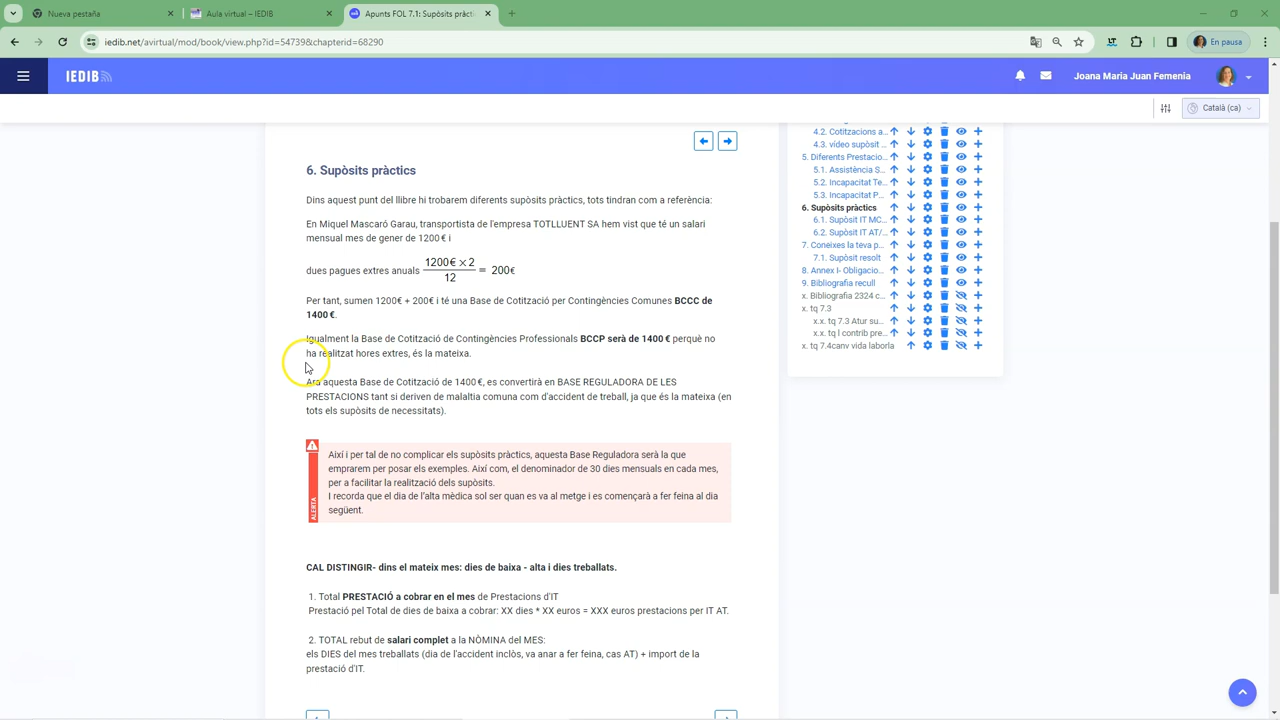 Nueva pestaña
Aula virtual – IEDIB
Apunts FOL 7.1: Supòsits pràcti
iedib.net/avirtual/mod/book/view.php?id=54739&chapterid=68290
En pausa
IEDIB
Joana Maria Juan Femenia
Català (ca)
6. Supòsits pràctics
Dins aquest punt del llibre hi trobarem diferents supòsits pràctics, tots tindran com a referència:
En Miquel Mascaró Garau, transportista de l'empresa TOTLLUENT SA hem vist que té un salari
mensual mes de gener de 1200 € i
dues pagues extres anuals 1200€ × 2 / 12 = 200€
Per tant, sumen 1200€ + 200€ i té una Base de Cotització per Contingències Comunes BCCC de
1400 €.
Igualment la Base de Cotització de Contingències Professionals BCCP serà de 1400 € perquè no
ha realitzat hores extres, és la mateixa.
Ara aquesta Base de Cotització de 1400 €, es convertirà en BASE REGULADORA DE LES
PRESTACIONS tant si deriven de malaltia comuna com d'accident de treball, ja que és la mateixa (en
tots els supòsits de necessitats).
ALERTA
Així i per tal de no complicar els supòsits pràctics, aquesta Base Reguladora serà la que
emprarem per posar els exemples. Així com, el denominador de 30 dies mensuals en cada mes,
per a facilitar la realització dels supòsits.
I recorda que el dia de l'alta mèdica sol ser quan es va al metge i es començarà a fer feina al dia
següent.
CAL DISTINGIR- dins el mateix mes: dies de baixa - alta i dies treballats.
1. Total PRESTACIÓ a cobrar en el mes de Prestacions d'IT
Prestació pel Total de dies de baixa a cobrar: XX dies * XX euros = XXX euros prestacions per IT AT.
2. TOTAL rebut de salari complet a la NÒMINA del MES:
els DIES del mes treballats (dia de l'accident inclòs, va anar a fer feina, cas AT) + import de la
prestació d'IT.
4.2. Cotitzacions a...
4.3. vídeo supòsit ...
5. Diferents Prestacio...
5.1. Assistència S...
5.2. Incapacitat Te...
5.3. Incapacitat P...
6. Supòsits pràctics
6.1. Supòsit IT MC...
6.2. Supòsit IT AT/...
7. Coneixes la teva p...
7.1. Supòsit resolt
8. Annex I- Obligacio...
9. Bibliografia recull
x. Bibliografia 2324 c...
x. tq 7.3
x.x. tq 7.3 Atur su...
x.x. tq l contrib pre...
x. tq 7.4canv vida laborla